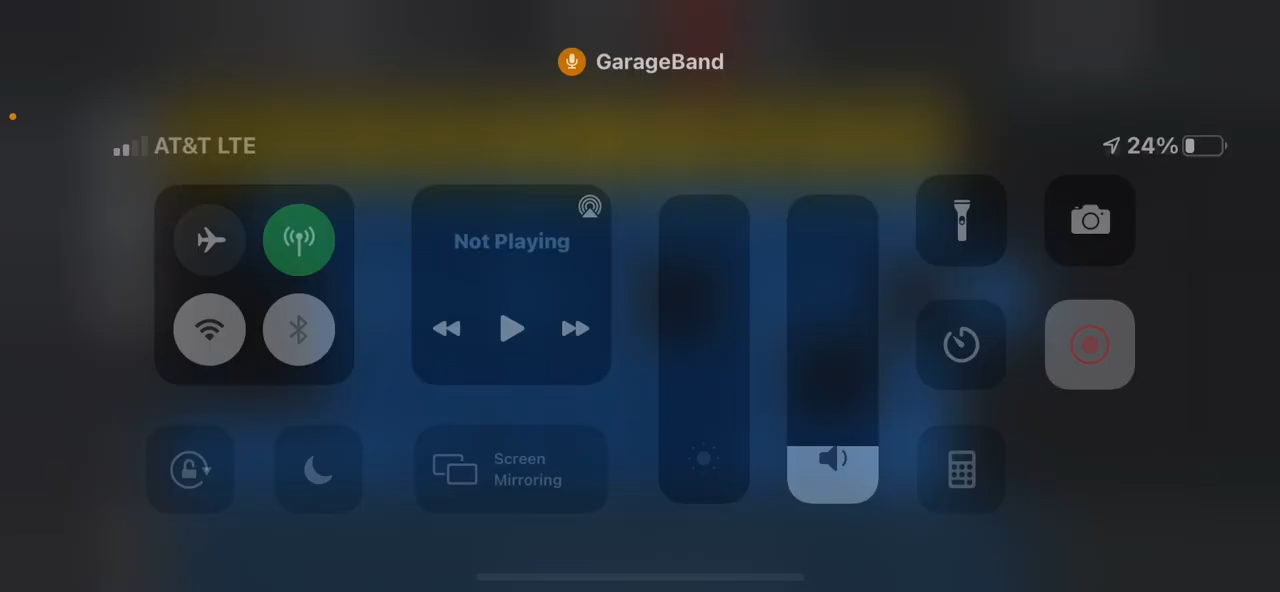 GarageBand
AT&T LTE
24%
Not Playing
Screen
Mirroring